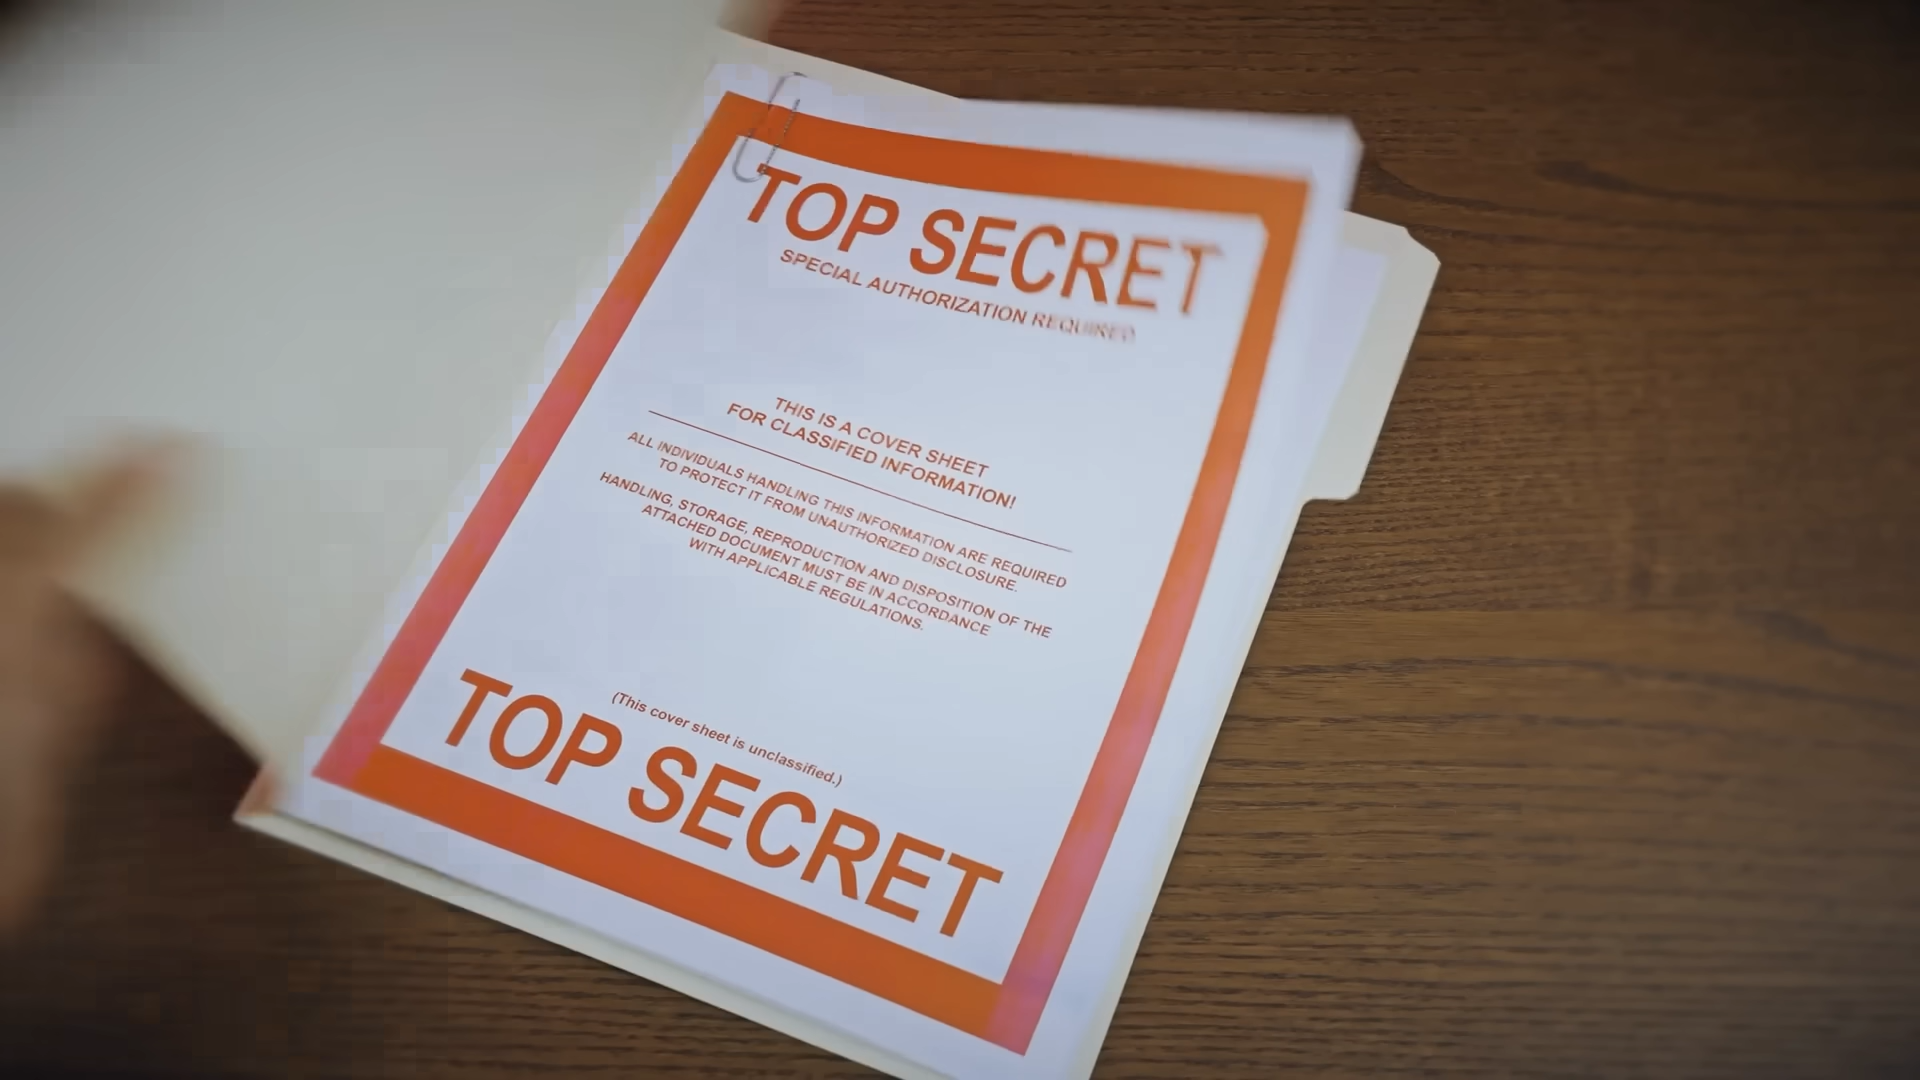 TOP SECRET
SPECIAL AUTHORIZATION REQUIRED
THIS IS A COVER SHEET
FOR CLASSIFIED INFORMATION!
ALL INDIVIDUALS HANDLING THIS INFORMATION ARE REQUIRED
TO PROTECT IT FROM UNAUTHORIZED DISCLOSURE.
HANDLING, STORAGE, REPRODUCTION AND DISPOSITION OF THE
ATTACHED DOCUMENT MUST BE IN ACCORDANCE
WITH APPLICABLE REGULATIONS.
(This cover sheet is unclassified.)
TOP SECRET